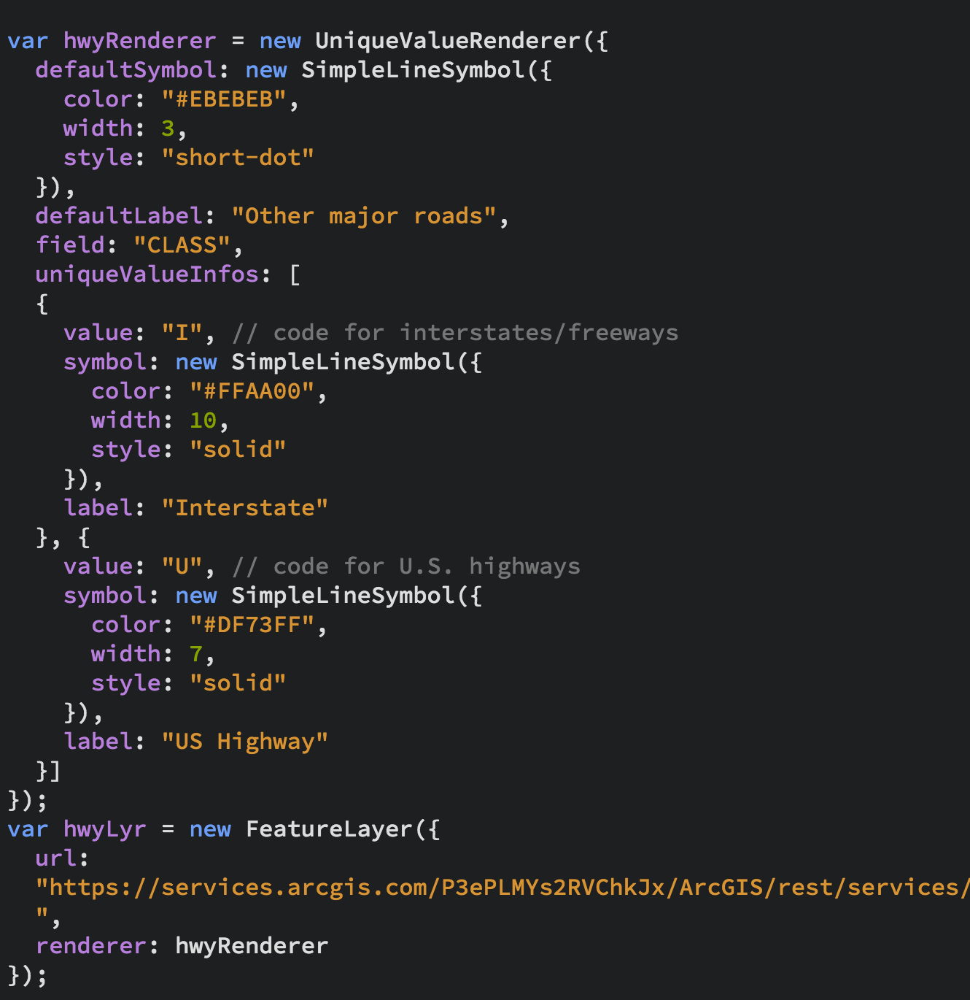 var hwyRenderer = new UniqueValueRenderer({
  defaultSymbol: new SimpleLineSymbol({
    color: "#EBEBEB",
    width: 3,
    style: "short-dot"
  }),
  defaultLabel: "Other major roads",
  field: "CLASS",
  uniqueValueInfos: [
  {
    value: "I", // code for interstates/freeways
    symbol: new SimpleLineSymbol({
      color: "#FFAA00",
      width: 10,
      style: "solid"
    }),
    label: "Interstate"
  }, {
    value: "U", // code for U.S. highways
    symbol: new SimpleLineSymbol({
      color: "#DF73FF",
      width: 7,
      style: "solid"
    }),
    label: "US Highway"
  }]
});
var hwyLyr = new FeatureLayer({
  url:
  "https://services.arcgis.com/P3ePLMYs2RVChkJx/ArcGIS/rest/services/
  ",
  renderer: hwyRenderer
});